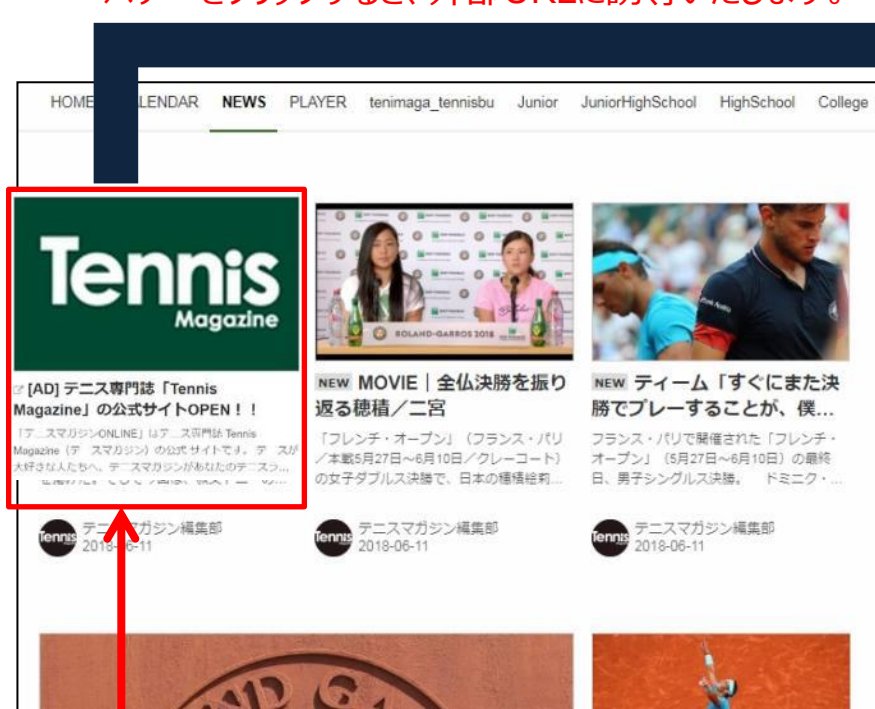 HOME CALENDAR NEWS PLAYER tenimaga_tennisbu Junior JuniorHighSchool HighSchool College
Tennis
Magazine
[AD] テニス専門誌「Tennis
Magazine」の公式サイトOPEN！！
「テニスマガジンONLINE」はテニス専門誌 Tennis
Magazine（テニスマガジン）の公式サイトです。テニスが
大好きな人たちへ、テニスマガジンがあなたのテニスラ...
テニスマガジン編集部
2018-06-11
ROLAND-GARROS 2018
NEW MOVIE｜全仏決勝を振り
返る穂積／二宮
「フレンチ・オープン」（フランス・パリ
／本戦5月27日～6月10日／クレーコート）
の女子ダブルス決勝で、日本の穂積絵莉...
テニスマガジン編集部
2018-06-11
NEW ティーム「すぐにまた決
勝でプレーすることが、僕...
フランス・パリで開催された「フレンチ・
オープン」（5月27日～6月10日）の最終
日、男子シングルス決勝。 ドミニク・...
テニスマガジン編集部
2018-06-11